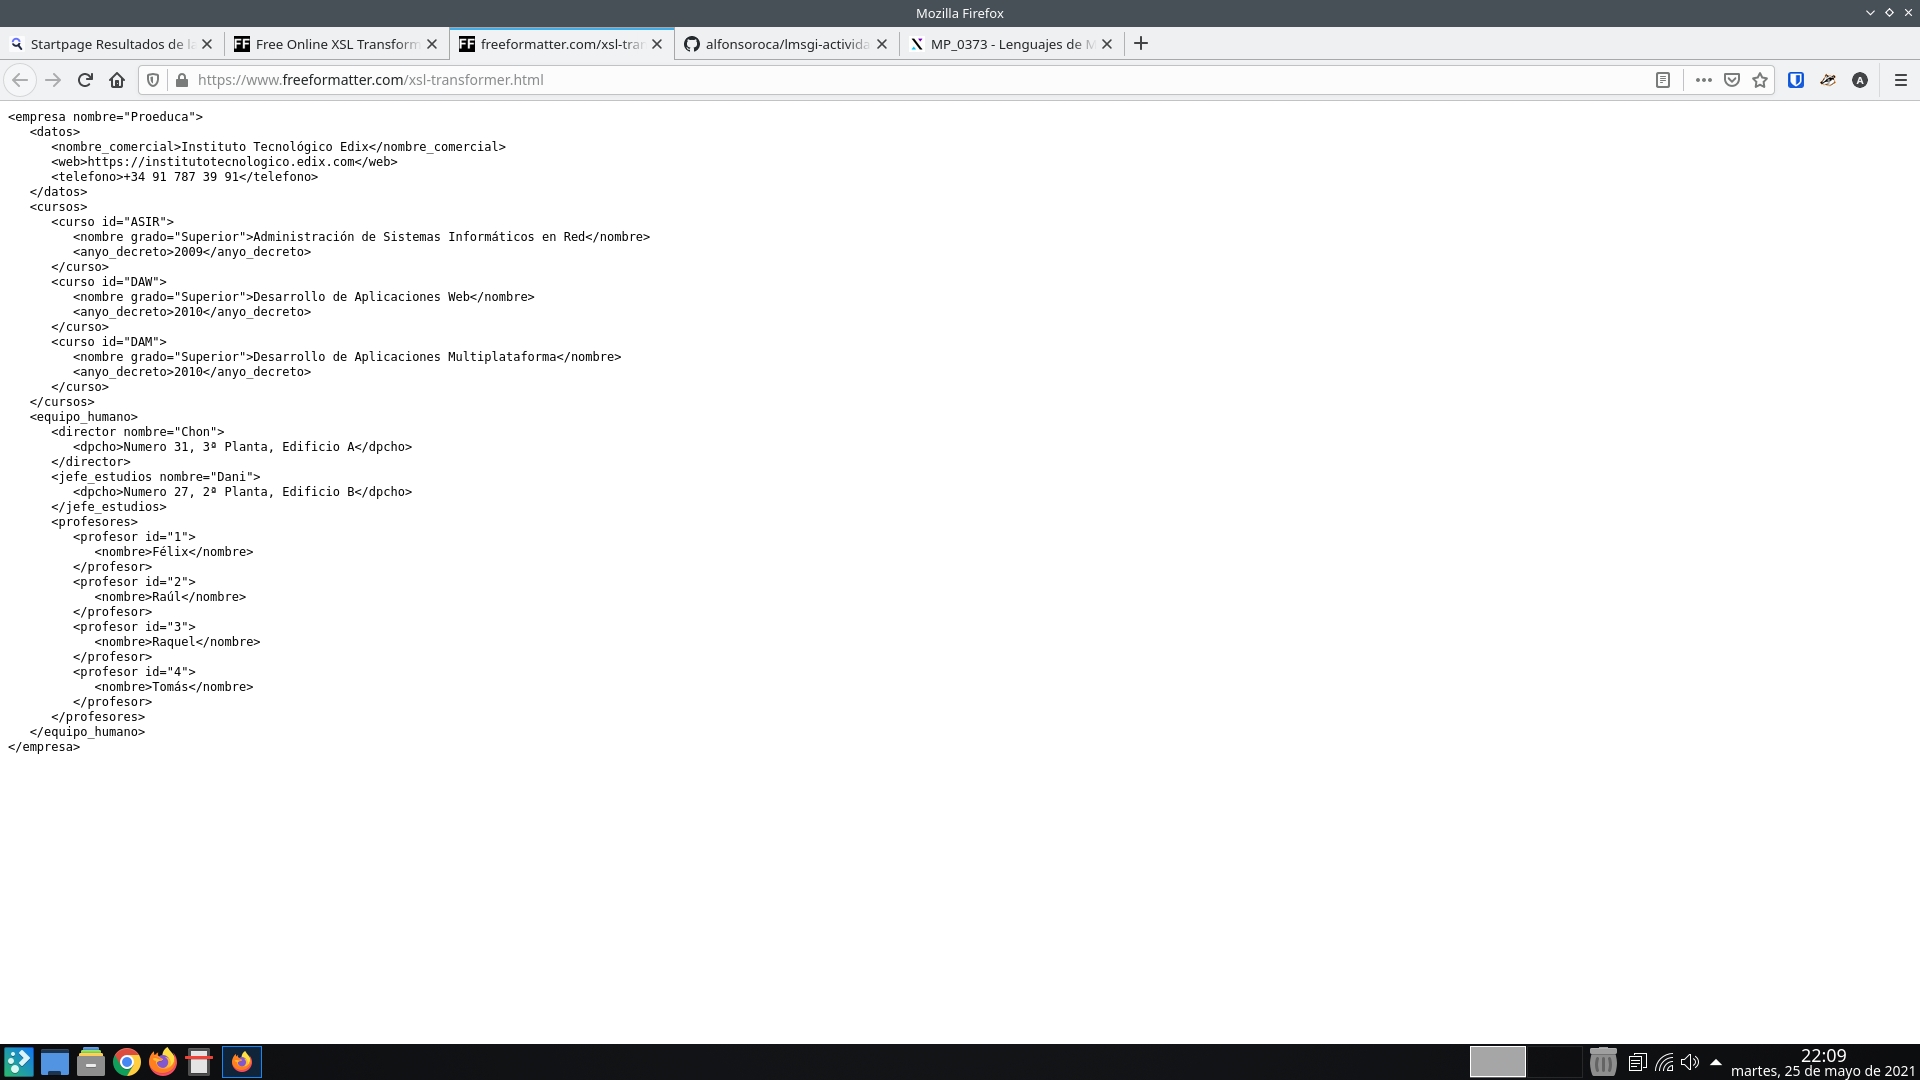 Mozilla Firefox
Startpage Resultados de la
Free Online XSL Transform
freeformatter.com/xsl-tra
alfonsoroca/lmsgi-activida
MP_0373 - Lenguajes de M
https://www.freeformatter.com/xsl-transformer.html
<empresa nombre="Proeduca">
   <datos>
      <nombre_comercial>Instituto Tecnológico Edix</nombre_comercial>
      <web>https://institutotecnologico.edix.com</web>
      <telefono>+34 91 787 39 91</telefono>
   </datos>
   <cursos>
      <curso id="ASIR">
         <nombre grado="Superior">Administración de Sistemas Informáticos en Red</nombre>
         <anyo_decreto>2009</anyo_decreto>
      </curso>
      <curso id="DAW">
         <nombre grado="Superior">Desarrollo de Aplicaciones Web</nombre>
         <anyo_decreto>2010</anyo_decreto>
      </curso>
      <curso id="DAM">
         <nombre grado="Superior">Desarrollo de Aplicaciones Multiplataforma</nombre>
         <anyo_decreto>2010</anyo_decreto>
      </curso>
   </cursos>
   <equipo_humano>
      <director nombre="Chon">
         <dpcho>Numero 31, 3ª Planta, Edificio A</dpcho>
      </director>
      <jefe_estudios nombre="Dani">
         <dpcho>Numero 27, 2ª Planta, Edificio B</dpcho>
      </jefe_estudios>
      <profesores>
         <profesor id="1">
            <nombre>Félix</nombre>
         </profesor>
         <profesor id="2">
            <nombre>Raúl</nombre>
         </profesor>
         <profesor id="3">
            <nombre>Raquel</nombre>
         </profesor>
         <profesor id="4">
            <nombre>Tomás</nombre>
         </profesor>
      </profesores>
   </equipo_humano>
</empresa>
22:09
martes, 25 de mayo de 2021